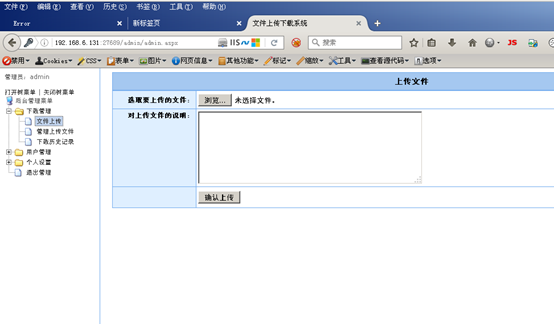 文件(F) 编辑(E) 查看(V) 历史(S) 书签(B) 工具(T) 帮助(H)
Error 新标签页 文件上传下载系统
192.168.6.131:27689/admin/admin.aspx IIS 搜索 JS
禁用 Cookies CSS 表单 图片 网页信息 其他功能 标记 缩放 工具 查看源代码 选项
管理员: admin
打开树菜单 | 关闭树菜单
后台管理菜单
下载管理
文件上传
管理上传文件
下载历史记录
用户管理
个人设置
退出管理
上传文件
选取要上传的文件: 浏览... 未选择文件。
对上传文件的说明:
确认上传